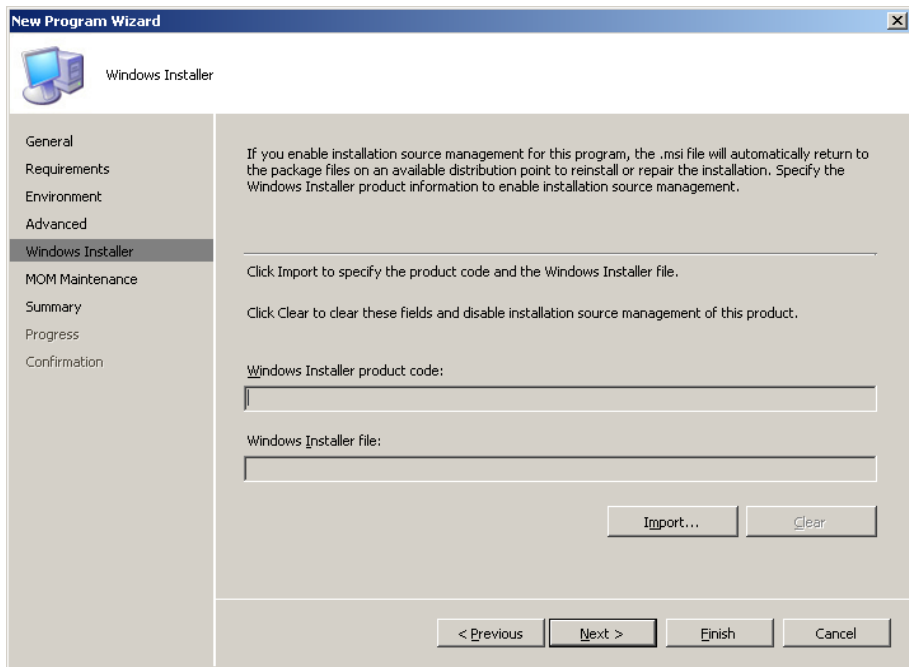 New Program Wizard
Windows Installer
General
Requirements
Environment
Advanced
Windows Installer
MOM Maintenance
Summary
Progress
Confirmation
If you enable installation source management for this program, the .msi file will automatically return to
the package files on an available distribution point to reinstall or repair the installation. Specify the
Windows Installer product information to enable installation source management.
Click Import to specify the product code and the Windows Installer file.
Click Clear to clear these fields and disable installation source management of this product.
Windows Installer product code:
Windows Installer file:
Import...
Clear
< Previous
Next >
Finish
Cancel